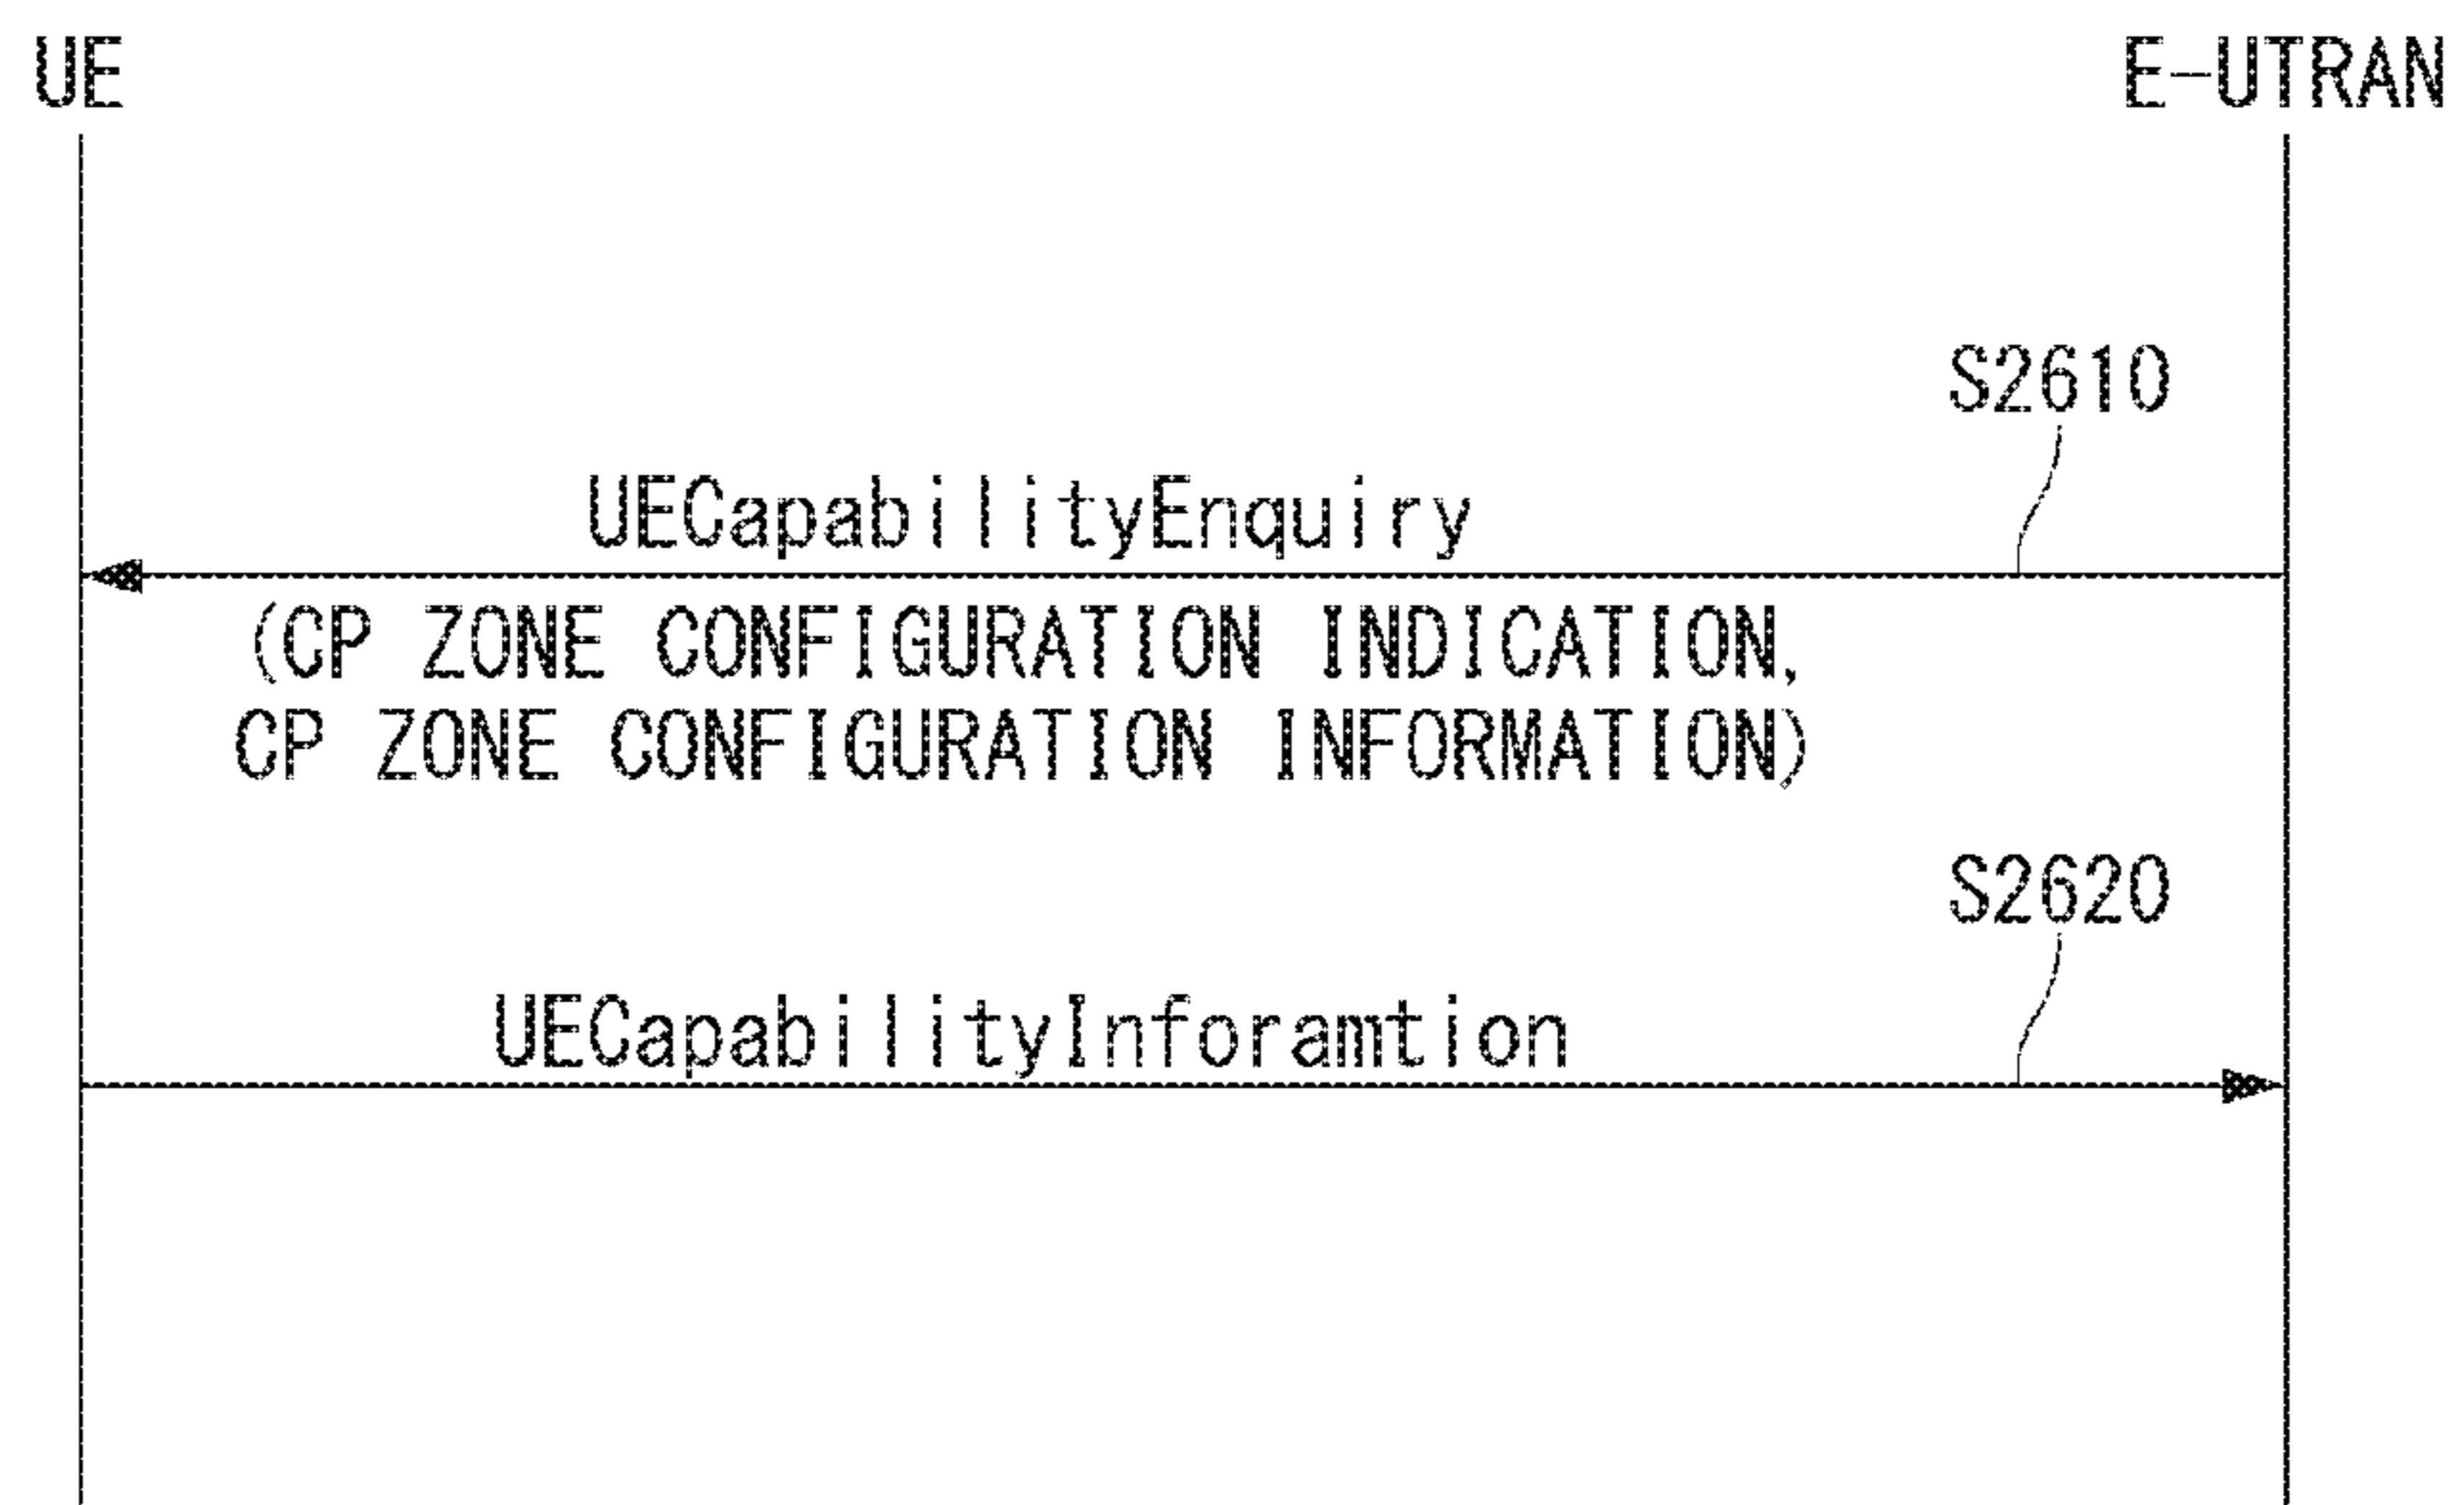 UE
E-UTRAN
S2610
UECapabilityEnquiry
(CP ZONE CONFIGURATION INDICATION,
CP ZONE CONFIGURATION INFORMATION)
S2620
UECapabilityInforamtion